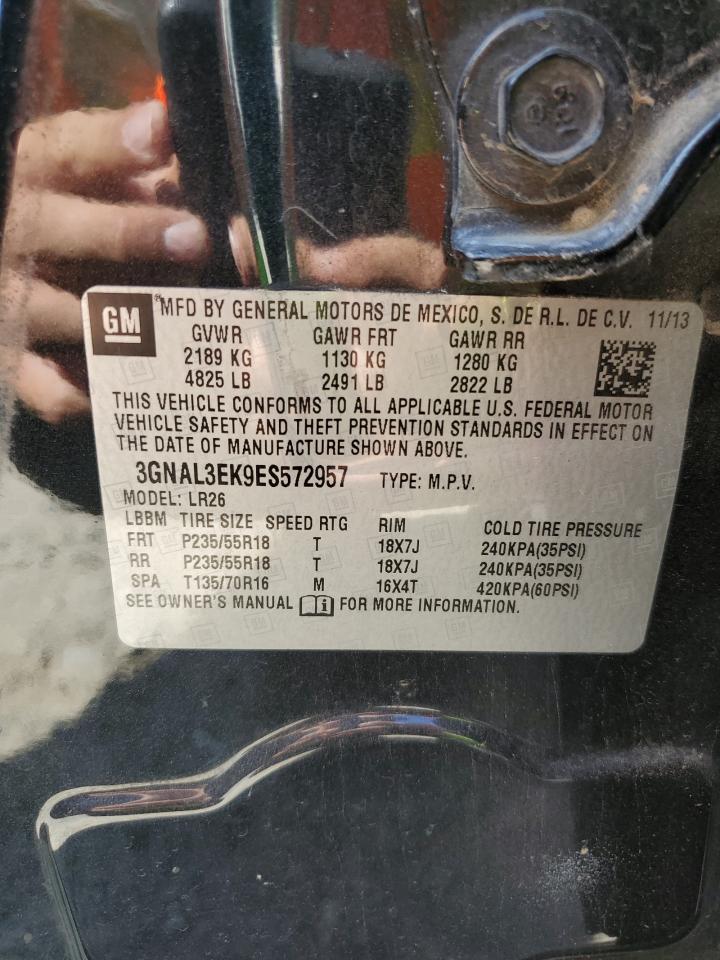 GM ® MFD BY GENERAL MOTORS DE MEXICO, S. DE R.L. DE C.V. 11/13
GVWR GAWR FRT GAWR RR
2189 KG 1130 KG 1280 KG
4825 LB 2491 LB 2822 LB
THIS VEHICLE CONFORMS TO ALL APPLICABLE U.S. FEDERAL MOTOR
VEHICLE SAFETY AND THEFT PREVENTION STANDARDS IN EFFECT ON
THE DATE OF MANUFACTURE SHOWN ABOVE.
3GNAL3EK9ES572957 TYPE: M.P.V.
MODEL: LR26
LBBM TIRE SIZE SPEED RTG RIM COLD TIRE PRESSURE
FRT P235/55R18 T 18X7J 240KPA(35PSI)
RR P235/55R18 T 18X7J 240KPA(35PSI)
SPA T135/70R16 M 16X4T 420KPA(60PSI)
SEE OWNER'S MANUAL i FOR MORE INFORMATION.